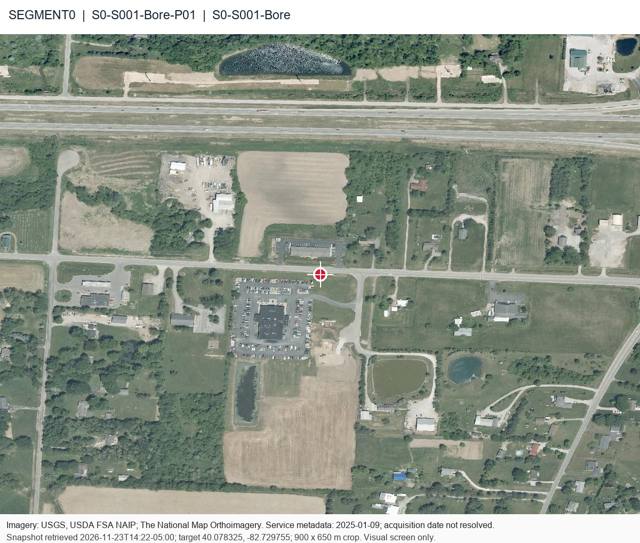 SEGMENT0 | S0-S001-Bore-P01 | S0-S001-Bore
Imagery: USGS, USDA FSA NAIP; The National Map Orthoimagery. Service metadata: 2025-01-09; acquisition date not resolved.
Snapshot retrieved 2026-11-23T14:22-05:00; target 40.078325, -82.729755; 900 x 650 m crop. Visual screen only.